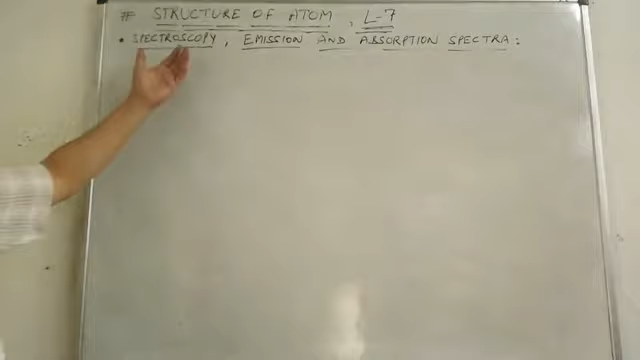 # STRUCTURE OF ATOM, L-7
• SPECTROSCOPY, EMISSION AND ABSORPTION SPECTRA: